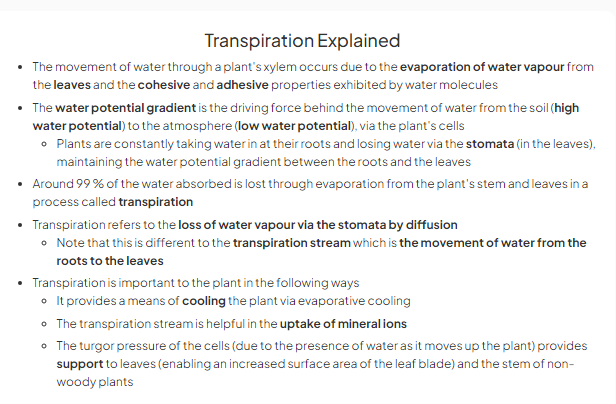 Transpiration Explained
• The movement of water through a plant's xylem occurs due to the evaporation of water vapour from
the leaves and the cohesive and adhesive properties exhibited by water molecules
• The water potential gradient is the driving force behind the movement of water from the soil (high
water potential) to the atmosphere (low water potential), via the plant's cells
◦ Plants are constantly taking water in at their roots and losing water via the stomata (in the leaves),
maintaining the water potential gradient between the roots and the leaves
• Around 99 % of the water absorbed is lost through evaporation from the plant's stem and leaves in a
process called transpiration
• Transpiration refers to the loss of water vapour via the stomata by diffusion
◦ Note that this is different to the transpiration stream which is the movement of water from the
roots to the leaves
• Transpiration is important to the plant in the following ways
◦ It provides a means of cooling the plant via evaporative cooling
◦ The transpiration stream is helpful in the uptake of mineral ions
◦ The turgor pressure of the cells (due to the presence of water as it moves up the plant) provides
support to leaves (enabling an increased surface area of the leaf blade) and the stem of non-
woody plants